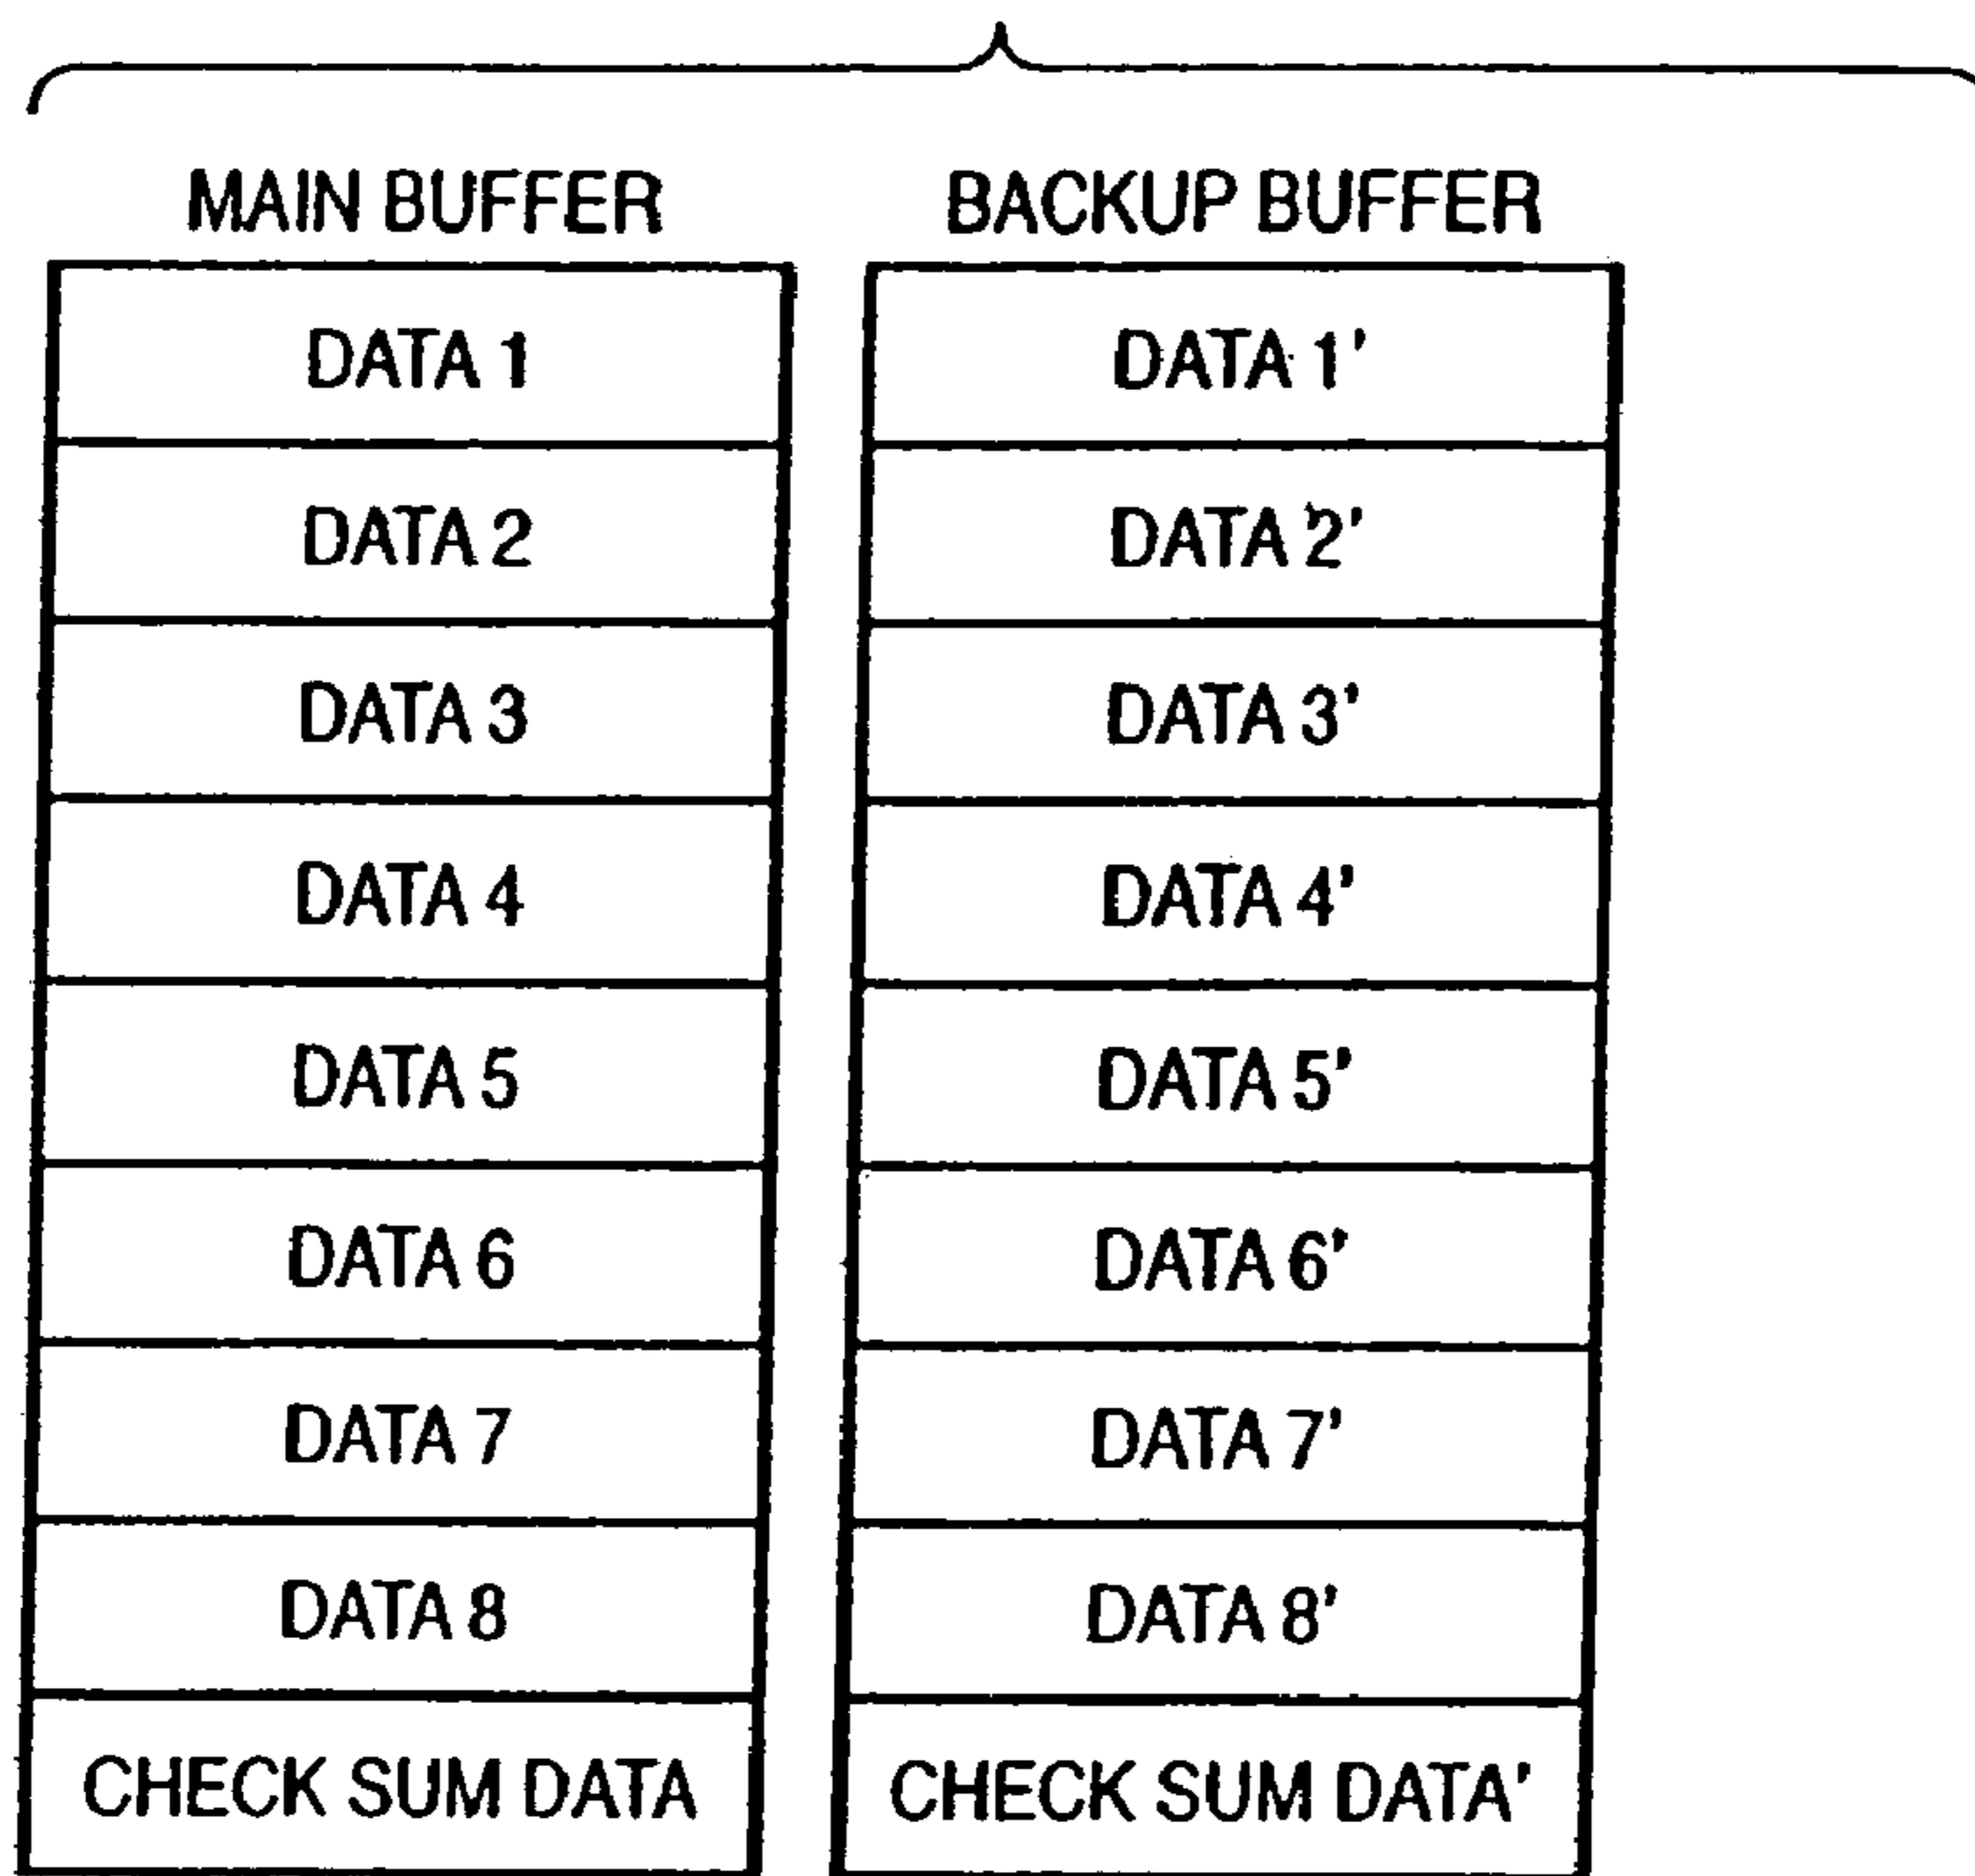 MAIN BUFFER BACKUP BUFFER
DATA 1 DATA 1'
DATA 2 DATA 2'
DATA 3 DATA 3'
DATA 4 DATA 4'
DATA 5 DATA 5'
DATA 6 DATA 6'
DATA 7 DATA 7'
DATA 8 DATA 8'
CHECK SUM DATA CHECK SUM DATA'